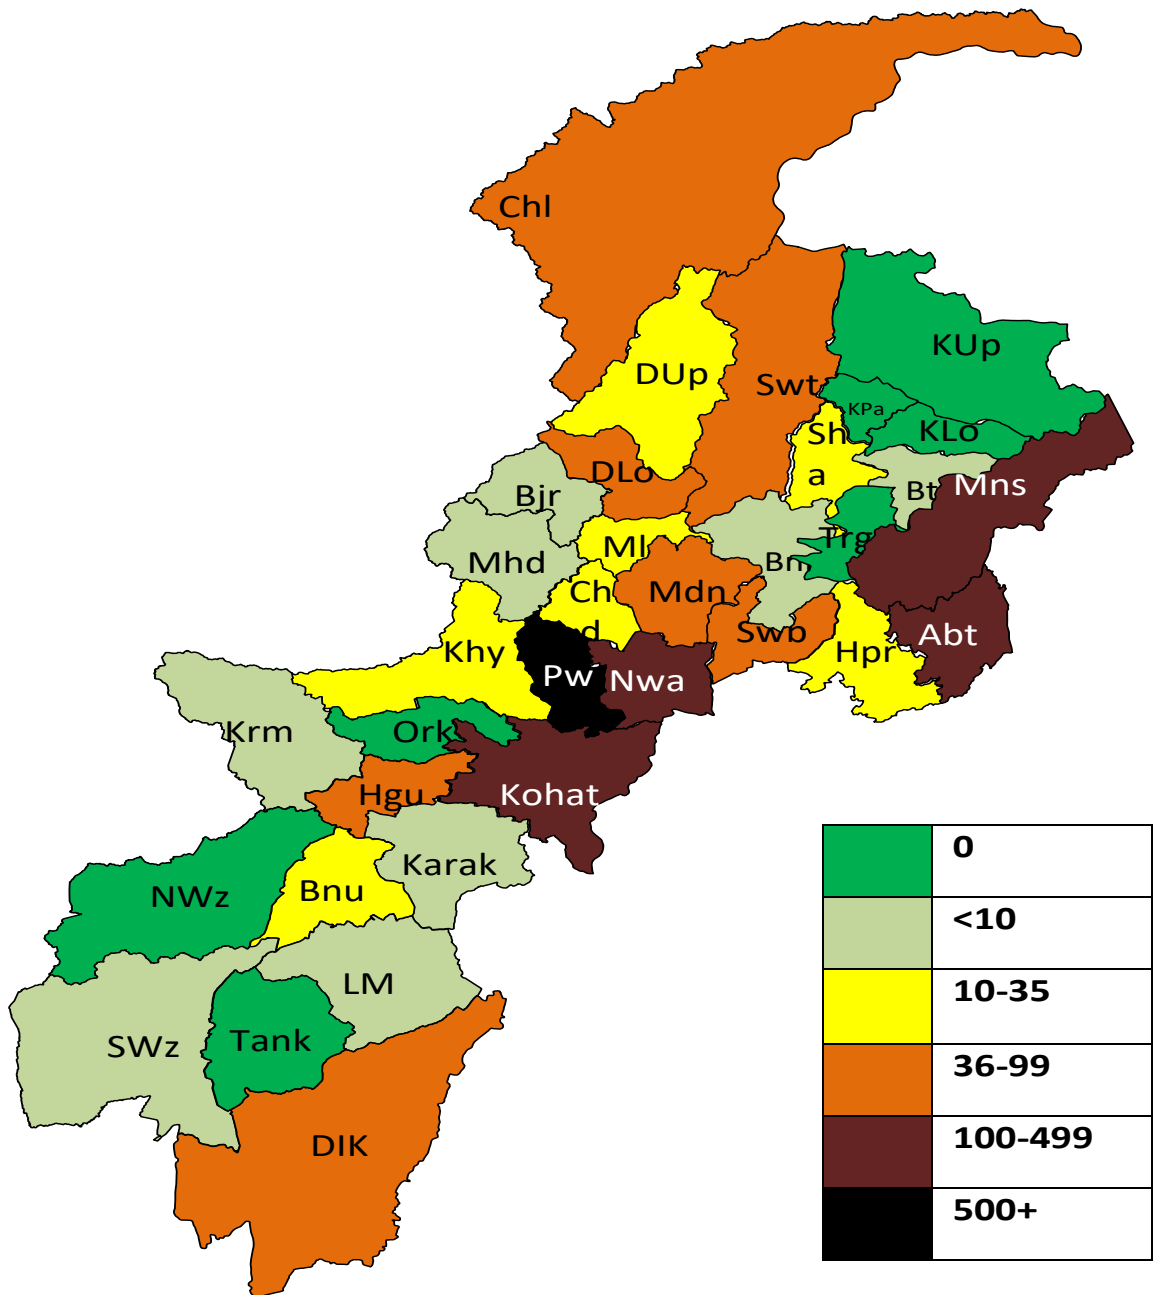 Chl
KUp
DUp
Swt
KPa
KLo
Sh
a
DLo
Bjr
Bt
Mns
Trg
Ml
Mhd
Bn
Ch
d
Mdn
Swb
Abt
Khy
Hpr
Pw
Nwa
Krm
Ork
Hgu
Kohat
Karak
NWz
Bnu
LM
Tank
SWz
DIK
0
<10
10-35
36-99
100-499
500+